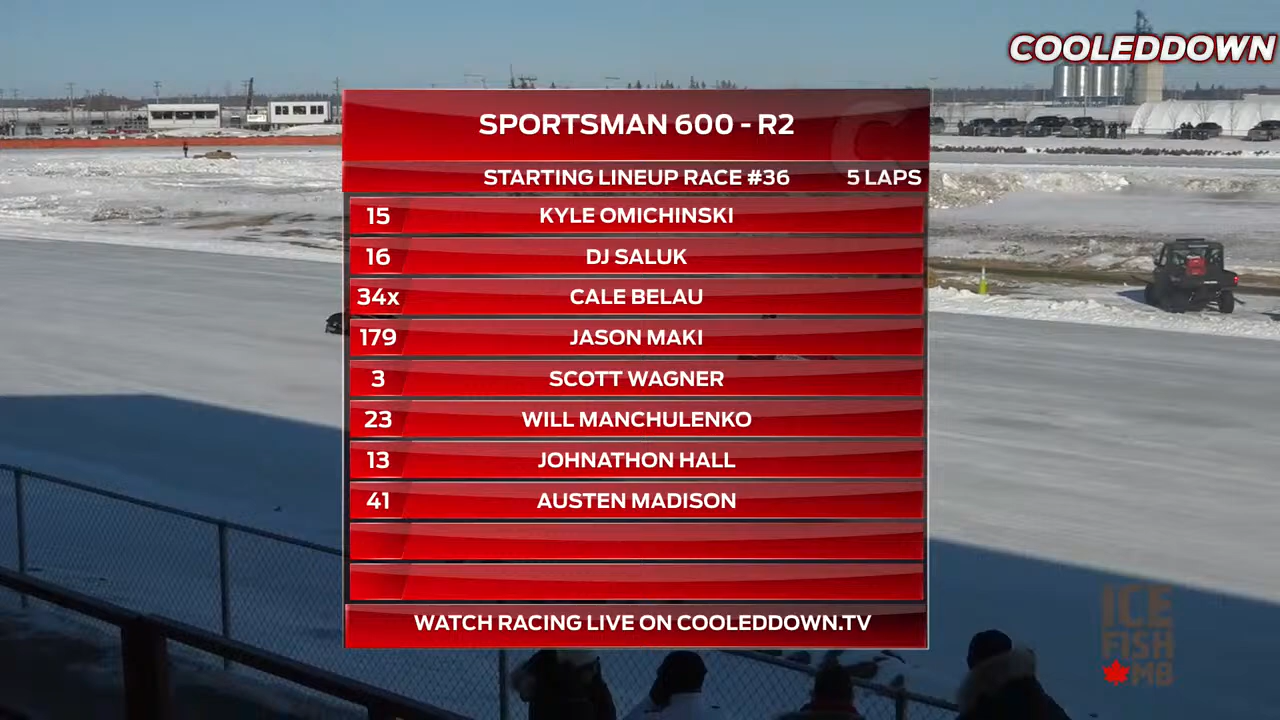 COOLEDDOWN
SPORTSMAN 600 - R2
STARTING LINEUP RACE #36 5 LAPS
15 KYLE OMICHINSKI
16 DJ SALUK
34x CALE BELAU
179 JASON MAKI
3 SCOTT WAGNER
23 WILL MANCHULENKO
13 JOHNATHON HALL
41 AUSTEN MADISON
WATCH RACING LIVE ON COOLEDDOWN.TV
ICE
FISH
MB